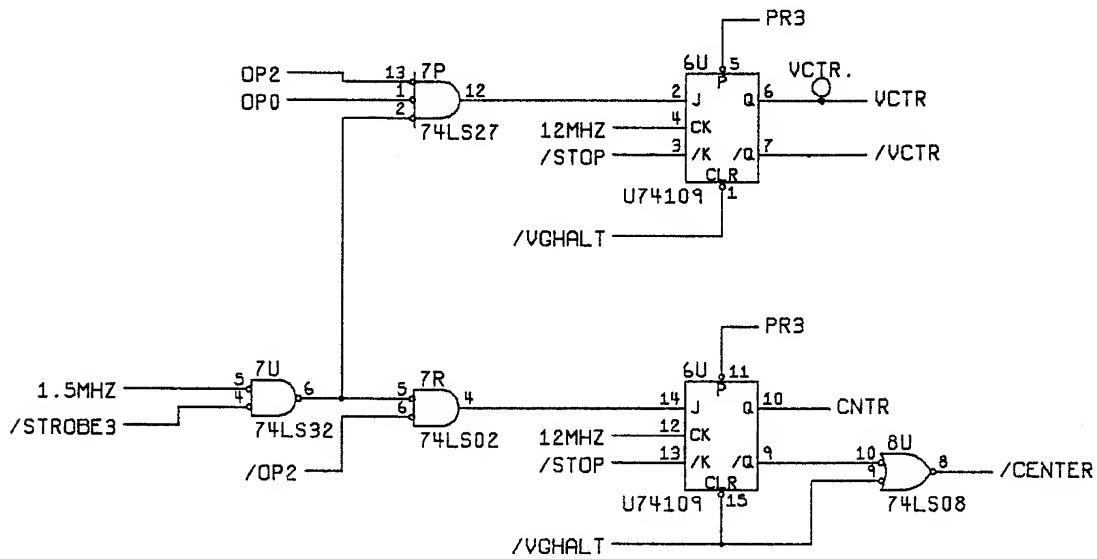 PR3
13 7P
OP2
12
OP0
1
2
74LS27
6U 5
P
VCTR.
2 J Q 6 VCTR
12MHZ 4 CK
/STOP 3 /K /Q 7 /VCTR
CLR
U74109 1
/VGHALT
PR3
7U
1.5MHZ 5
4 6
/STROBE3
74LS32
7R
5 4
6
74LS02
/OP2
6U 11
P
14 J Q 10 CNTR
12MHZ 12 CK
/STOP 13 /K /Q 9
CLR
U74109 15
8U
10
9 8 /CENTER
74LS08
/VGHALT